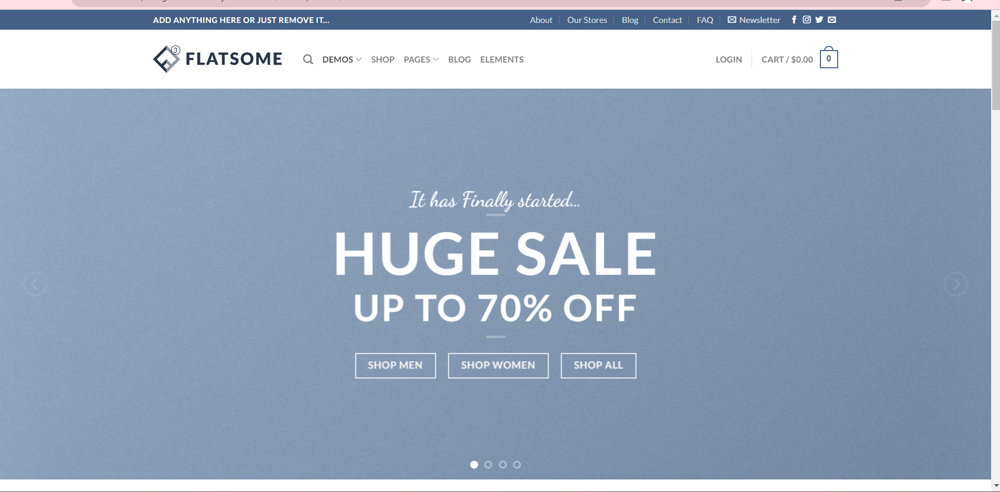 ADD ANYTHING HERE OR JUST REMOVE IT...
About Our Stores Blog Contact FAQ Newsletter
3 FLATSOME DEMOS SHOP PAGES BLOG ELEMENTS LOGIN CART / $0.00 0
It has Finally started...
HUGE SALE
UP TO 70% OFF
SHOP MEN SHOP WOMEN SHOP ALL